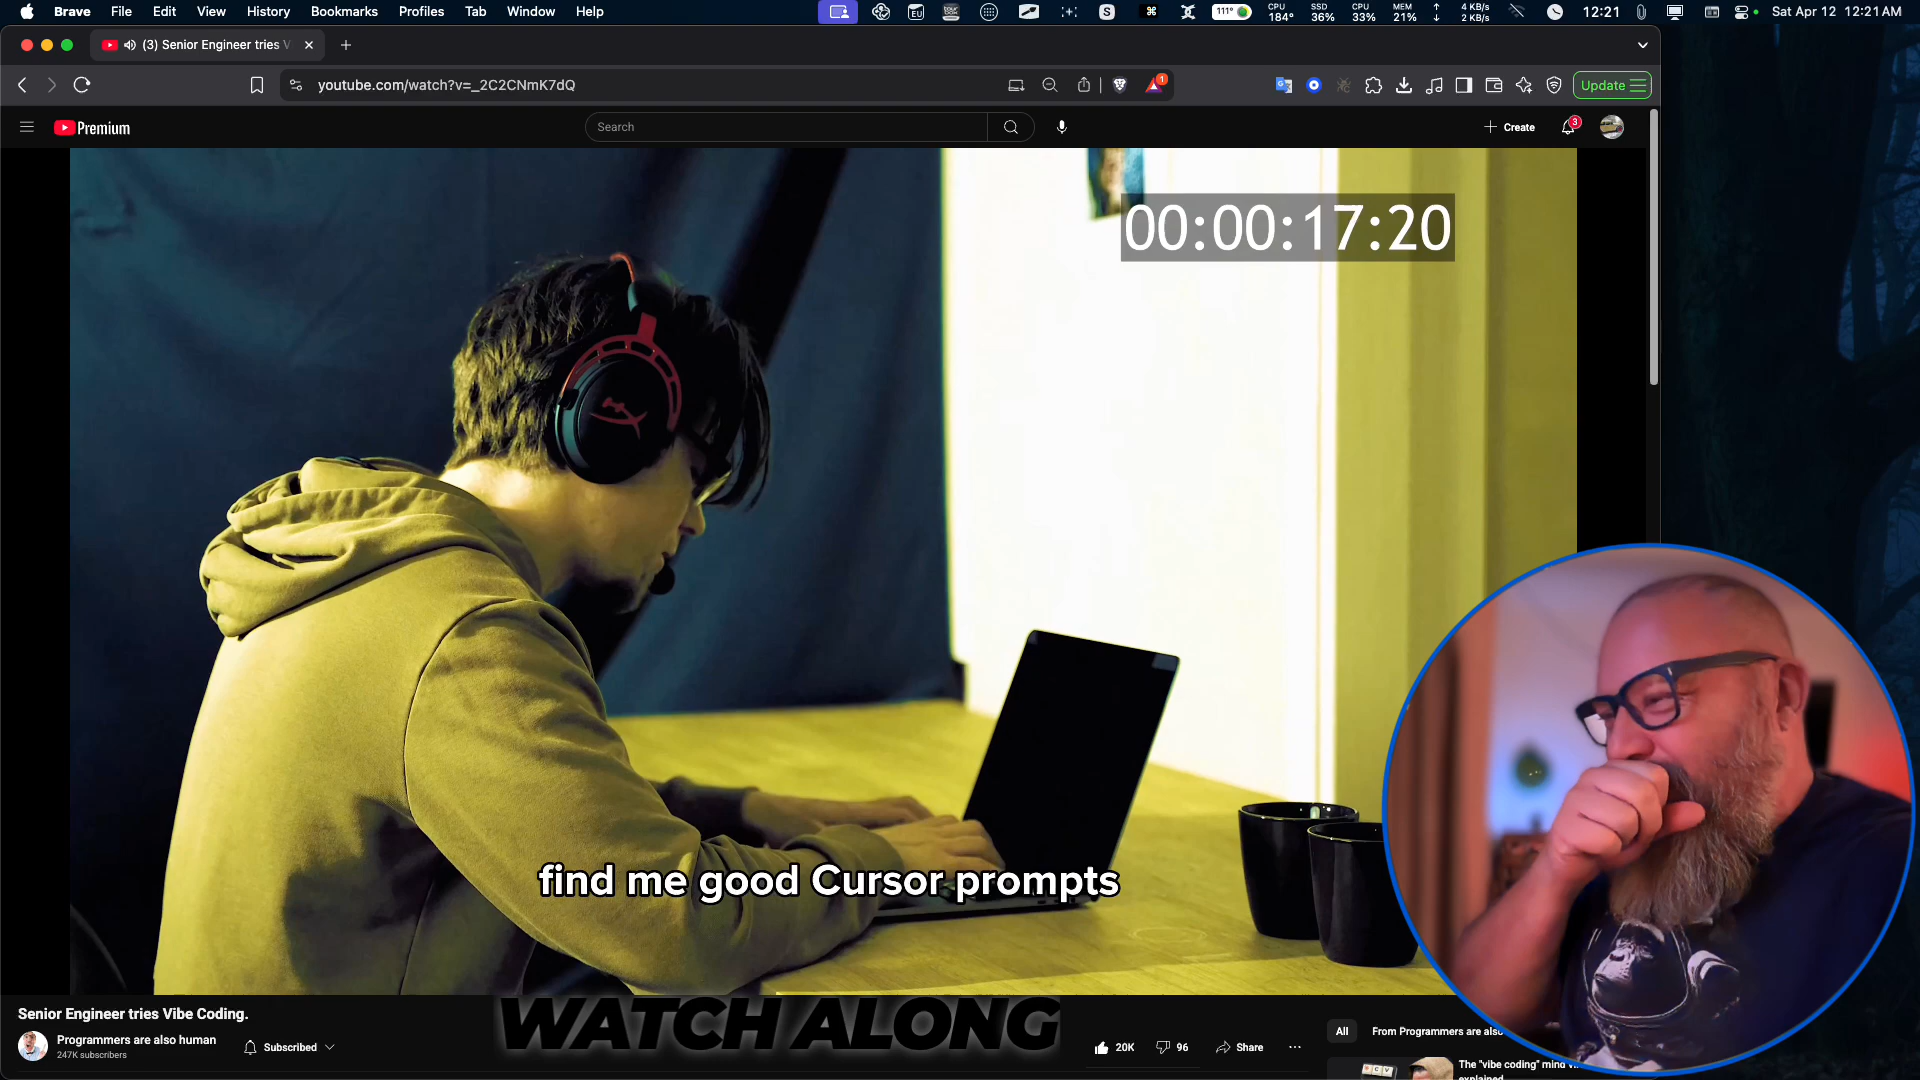 Brave File Edit View History Bookmarks Profiles Tab Window Help
EU S 111° CPU 184° SSD 36% CPU 33% MEM 21% 4 KB/s 2 KB/s 12:21 Sat Apr 12 12:21 AM
(3) Senior Engineer tries V
youtube.com/watch?v=_2C2CNmK7dQ
1
Update
Premium
Search
Create
3
00:00:17:20
find me good Cursor prompts
WATCH ALONG
Senior Engineer tries Vibe Coding.
Programmers are also human
247K subscribers
Subscribed
20K
96
Share
All
From Programmers are also
The "vibe coding" mind
explained